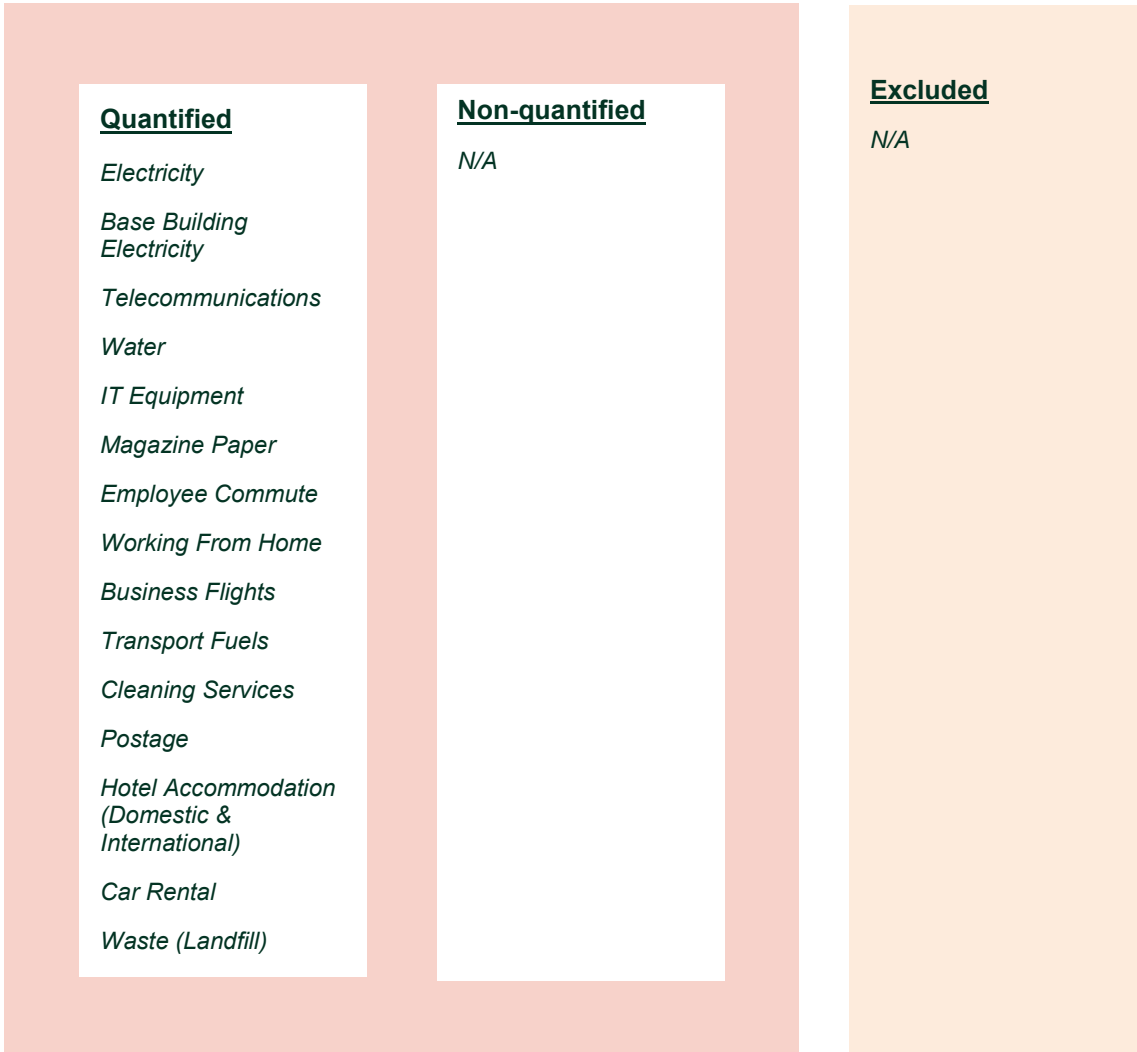 Quantified
Electricity
Base Building
Electricity
Telecommunications
Water
IT Equipment
Magazine Paper
Employee Commute
Working From Home
Business Flights
Transport Fuels
Cleaning Services
Postage
Hotel Accommodation
(Domestic &
International)
Car Rental
Waste (Landfill)
Non-quantified
N/A
Excluded
N/A